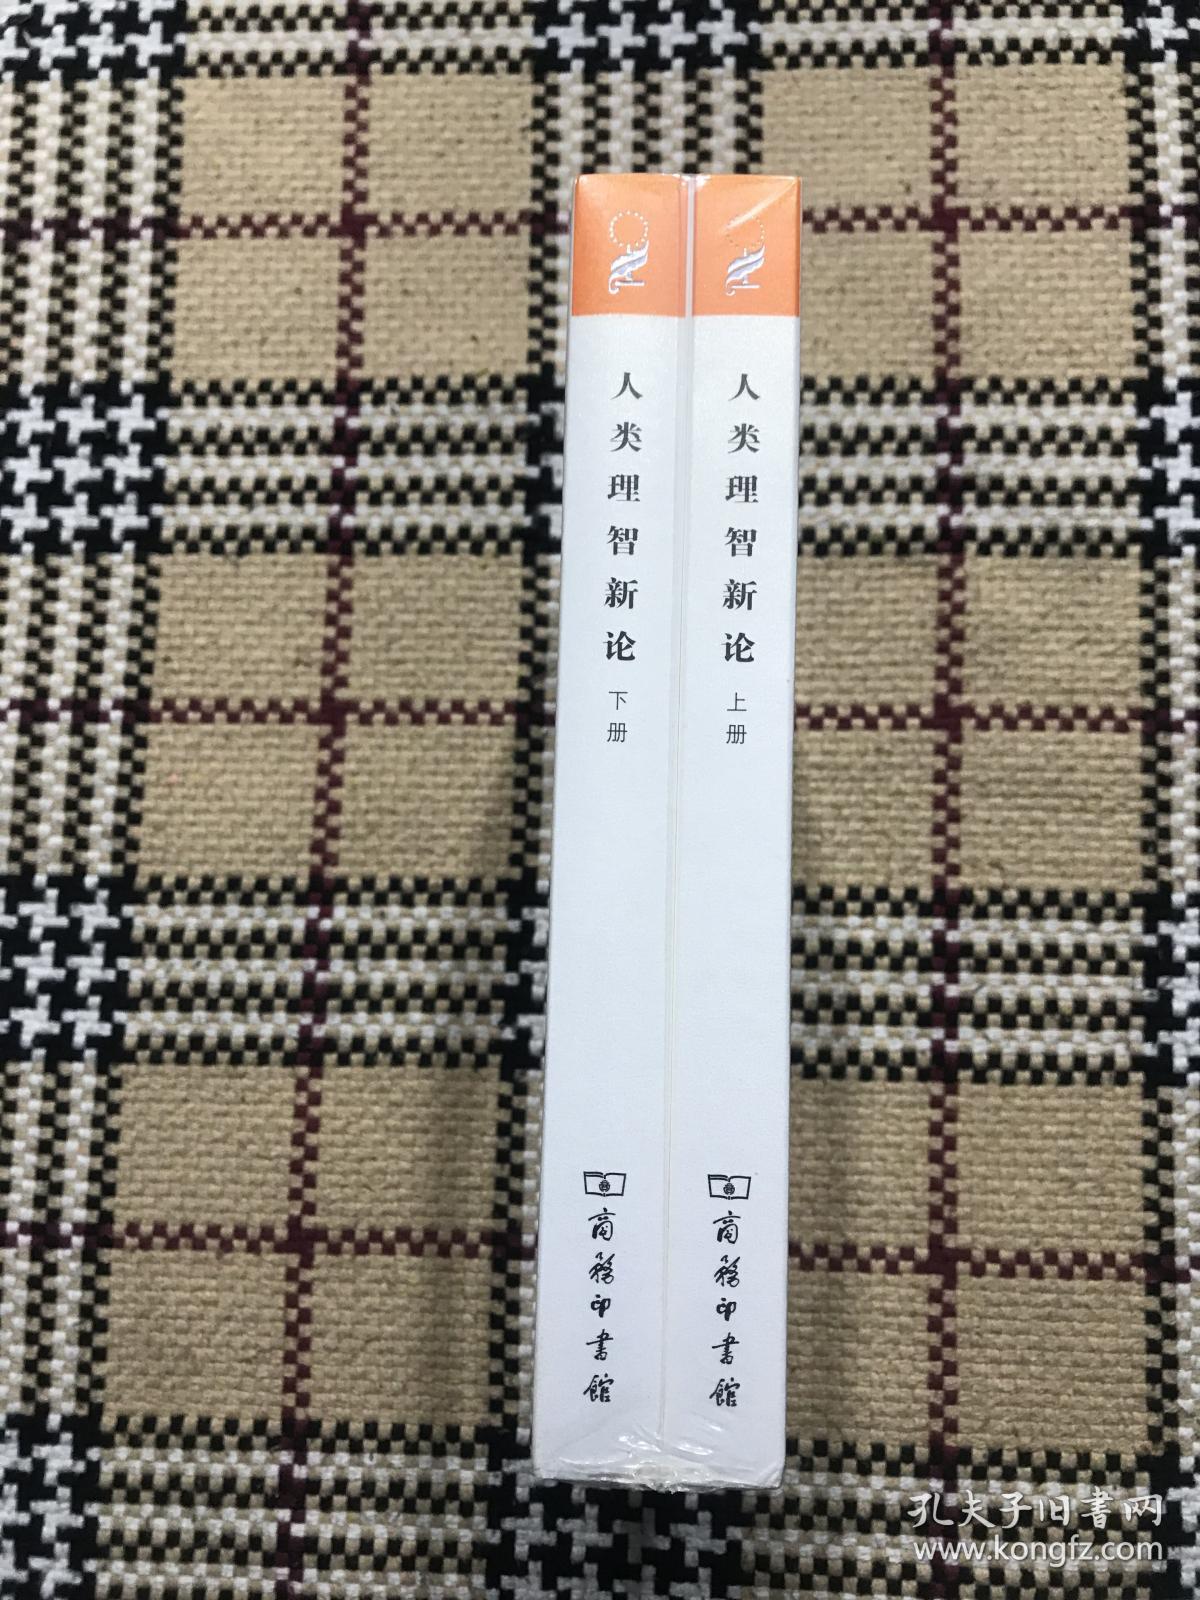 人类理智新论
上册
商務印書館
人类理智新论
下册
商務印書館
孔夫子旧書网
www.kongfz.com